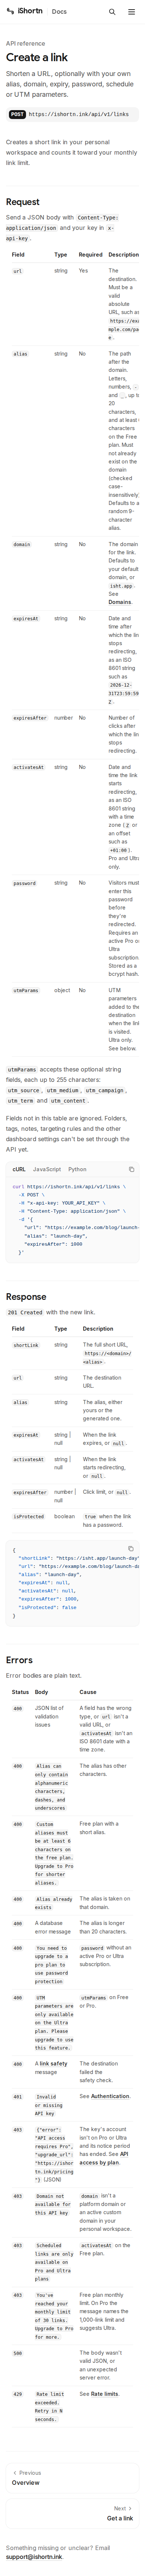 iShortn Docs
API reference
Create a link
Shorten a URL, optionally with your own
alias, domain, expiry, password, schedule
or UTM parameters.
POST https://ishortn.ink/api/v1/links
Creates a short link in your personal
workspace and counts it toward your monthly
link limit.
Request
Send a JSON body with Content-Type:
application/json and your key in x-
api-key.
Field Type Required Description
url string Yes The
destination.
Must be a
valid
absolute
URL, such as
https://exa
mple.com/pa
e.
alias string No The path
after the
domain.
Letters,
numbers, -
and _, up to
20
characters,
and at least 6
characters
on the Free
plan. Must
not already
exist on the
domain
(checked
case-
insensitively).
Defaults to a
random 9-
character
alias.
domain string No The domain
for the link.
Defaults to
your default
domain, or
isht.app.
See
Domains.
expiresAt string No Date and
time after
which the link
stops
redirecting,
as an ISO
8601 string
such as
2026-12-
31T23:59:59
Z.
expiresAfter number No Number of
clicks after
which the link
stops
redirecting.
activatesAt string No Date and
time the link
starts
redirecting,
as an ISO
8601 string
with a time
zone (Z or
an offset
such as
+01:00).
Pro and Ultra
only.
password string No Visitors must
enter this
password
before
they're
redirected.
Requires an
active Pro or
Ultra
subscription.
Stored as a
bcrypt hash.
utmParams object No UTM
parameters
added to the
destination
when the link
is visited.
Ultra only.
See below.
utmParams accepts these optional string
fields, each up to 255 characters:
utm_source, utm_medium, utm_campaign,
utm_term and utm_content.
Fields not in this table are ignored. Folders,
tags, notes, targeting rules and the other
dashboard settings can't be set through the
API yet.
cURL JavaScript Python
curl https://ishortn.ink/api/v1/links \
-X POST \
-H "x-api-key: YOUR_API_KEY" \
-H "Content-Type: application/json" \
-d '{
"url": "https://example.com/blog/launch-
"alias": "launch-day",
"expiresAfter": 1000
}'
Response
201 Created with the new link.
Field Type Description
shortLink string The full short URL,
https://<domain>/
<alias>.
url string The destination
URL.
alias string The alias, either
yours or the
generated one.
expiresAt string | When the link
null expires, or null.
activatesAt string | When the link
null starts redirecting,
or null.
expiresAfter number | Click limit, or null.
null
isProtected boolean true when the link
has a password.
{
"shortLink": "https://isht.app/launch-day"
"url": "https://example.com/blog/launch-da
"alias": "launch-day",
"expiresAt": null,
"activatesAt": null,
"expiresAfter": 1000,
"isProtected": false
}
Errors
Error bodies are plain text.
Status Body Cause
400 JSON list of A field has the wrong
validation type, or url isn't a
issues valid URL, or
activatesAt isn't an
ISO 8601 date with a
time zone.
400 Alias can The alias has other
only contain characters.
alphanumeric
characters,
dashes, and
underscores
400 Custom Free plan with a
aliases must short alias.
be at least 6
characters on
the free plan.
Upgrade to Pro
for shorter
aliases.
400 Alias already The alias is taken on
exists that domain.
400 A database The alias is longer
error message than 20 characters.
400 You need to password without an
upgrade to a active Pro or Ultra
pro plan to subscription.
use password
protection
400 UTM utmParams on Free
parameters are or Pro.
only available
on the Ultra
plan. Please
upgrade to use
this feature.
400 A link safety The destination
message failed the
safety check.
401 Invalid See Authentication.
or missing
API key
403 {"error": The key's account
"API access isn't on Pro or Ultra
requires Pro", and its notice period
"upgrade_url": has ended. See API
"https://ishor access by plan.
tn.ink/pricing
"} (JSON)
403 Domain not domain isn't a
available for platform domain or
this API key an active custom
domain in your
personal workspace.
403 Scheduled activatesAt on the
links are only Free plan.
available on
Pro and Ultra
plans
403 You've Free plan monthly
reached your limit. On Pro the
monthly limit message names the
of 30 links. 1,000-link limit and
Upgrade to Pro suggests Ultra.
for more.
500 The body wasn't
valid JSON, or
an unexpected
server error.
429 Rate limit See Rate limits.
exceeded.
Retry in N
seconds.
Previous
Overview
Next
Get a link
Something missing or unclear? Email
support@ishortn.ink.